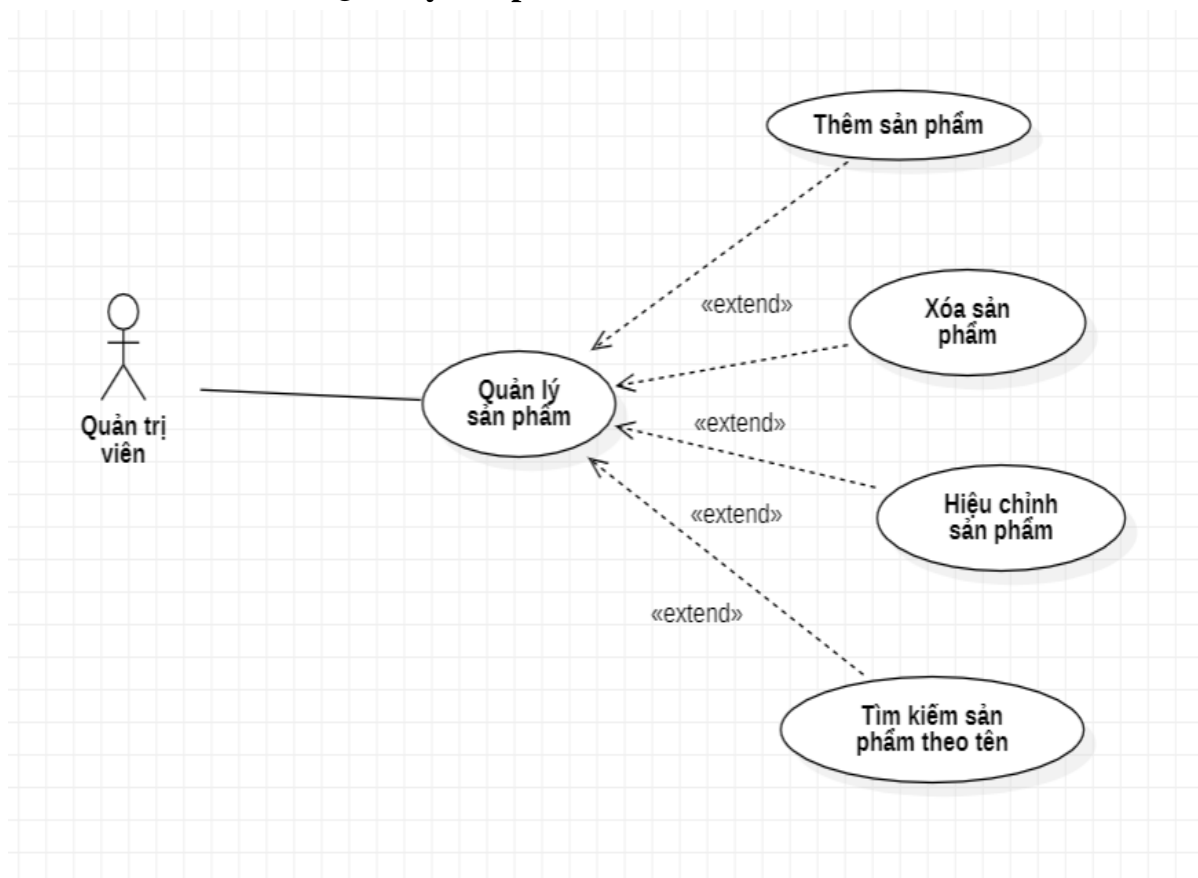 Thêm sản phẩm
«extend»
Xóa sản
phẩm
Quản lý
sản phẩm
Quản trị
viên
«extend»
Hiệu chỉnh
sản phẩm
«extend»
«extend»
Tìm kiếm sản
phẩm theo tên